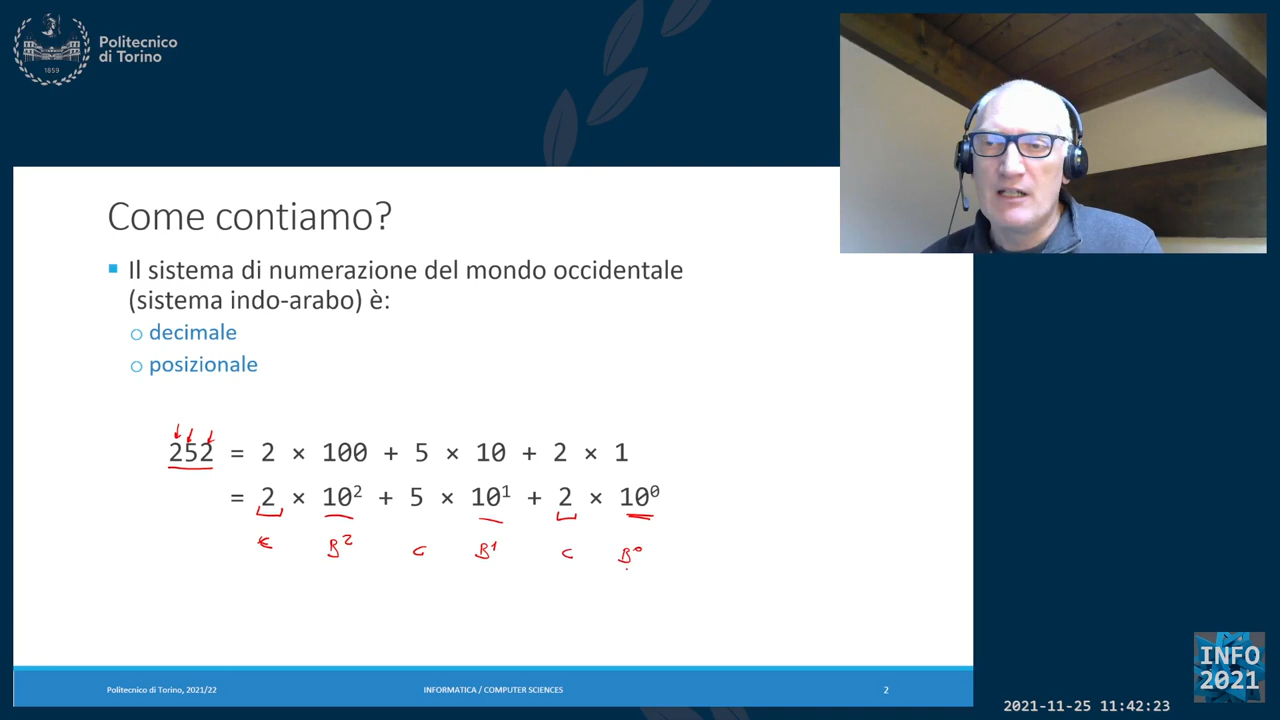 Politecnico
di Torino
1859
Come contiamo?
Il sistema di numerazione del mondo occidentale
(sistema indo-arabo) è:
decimale
posizionale
252 = 2 × 100 + 5 × 10 + 2 × 1
= 2 × 10² + 5 × 10¹ + 2 × 10⁰
C B² C B¹ C B⁰
Politecnico di Torino, 2021/22 INFORMATICA / COMPUTER SCIENCES 2
INFO
2021
2021-11-25 11:42:23